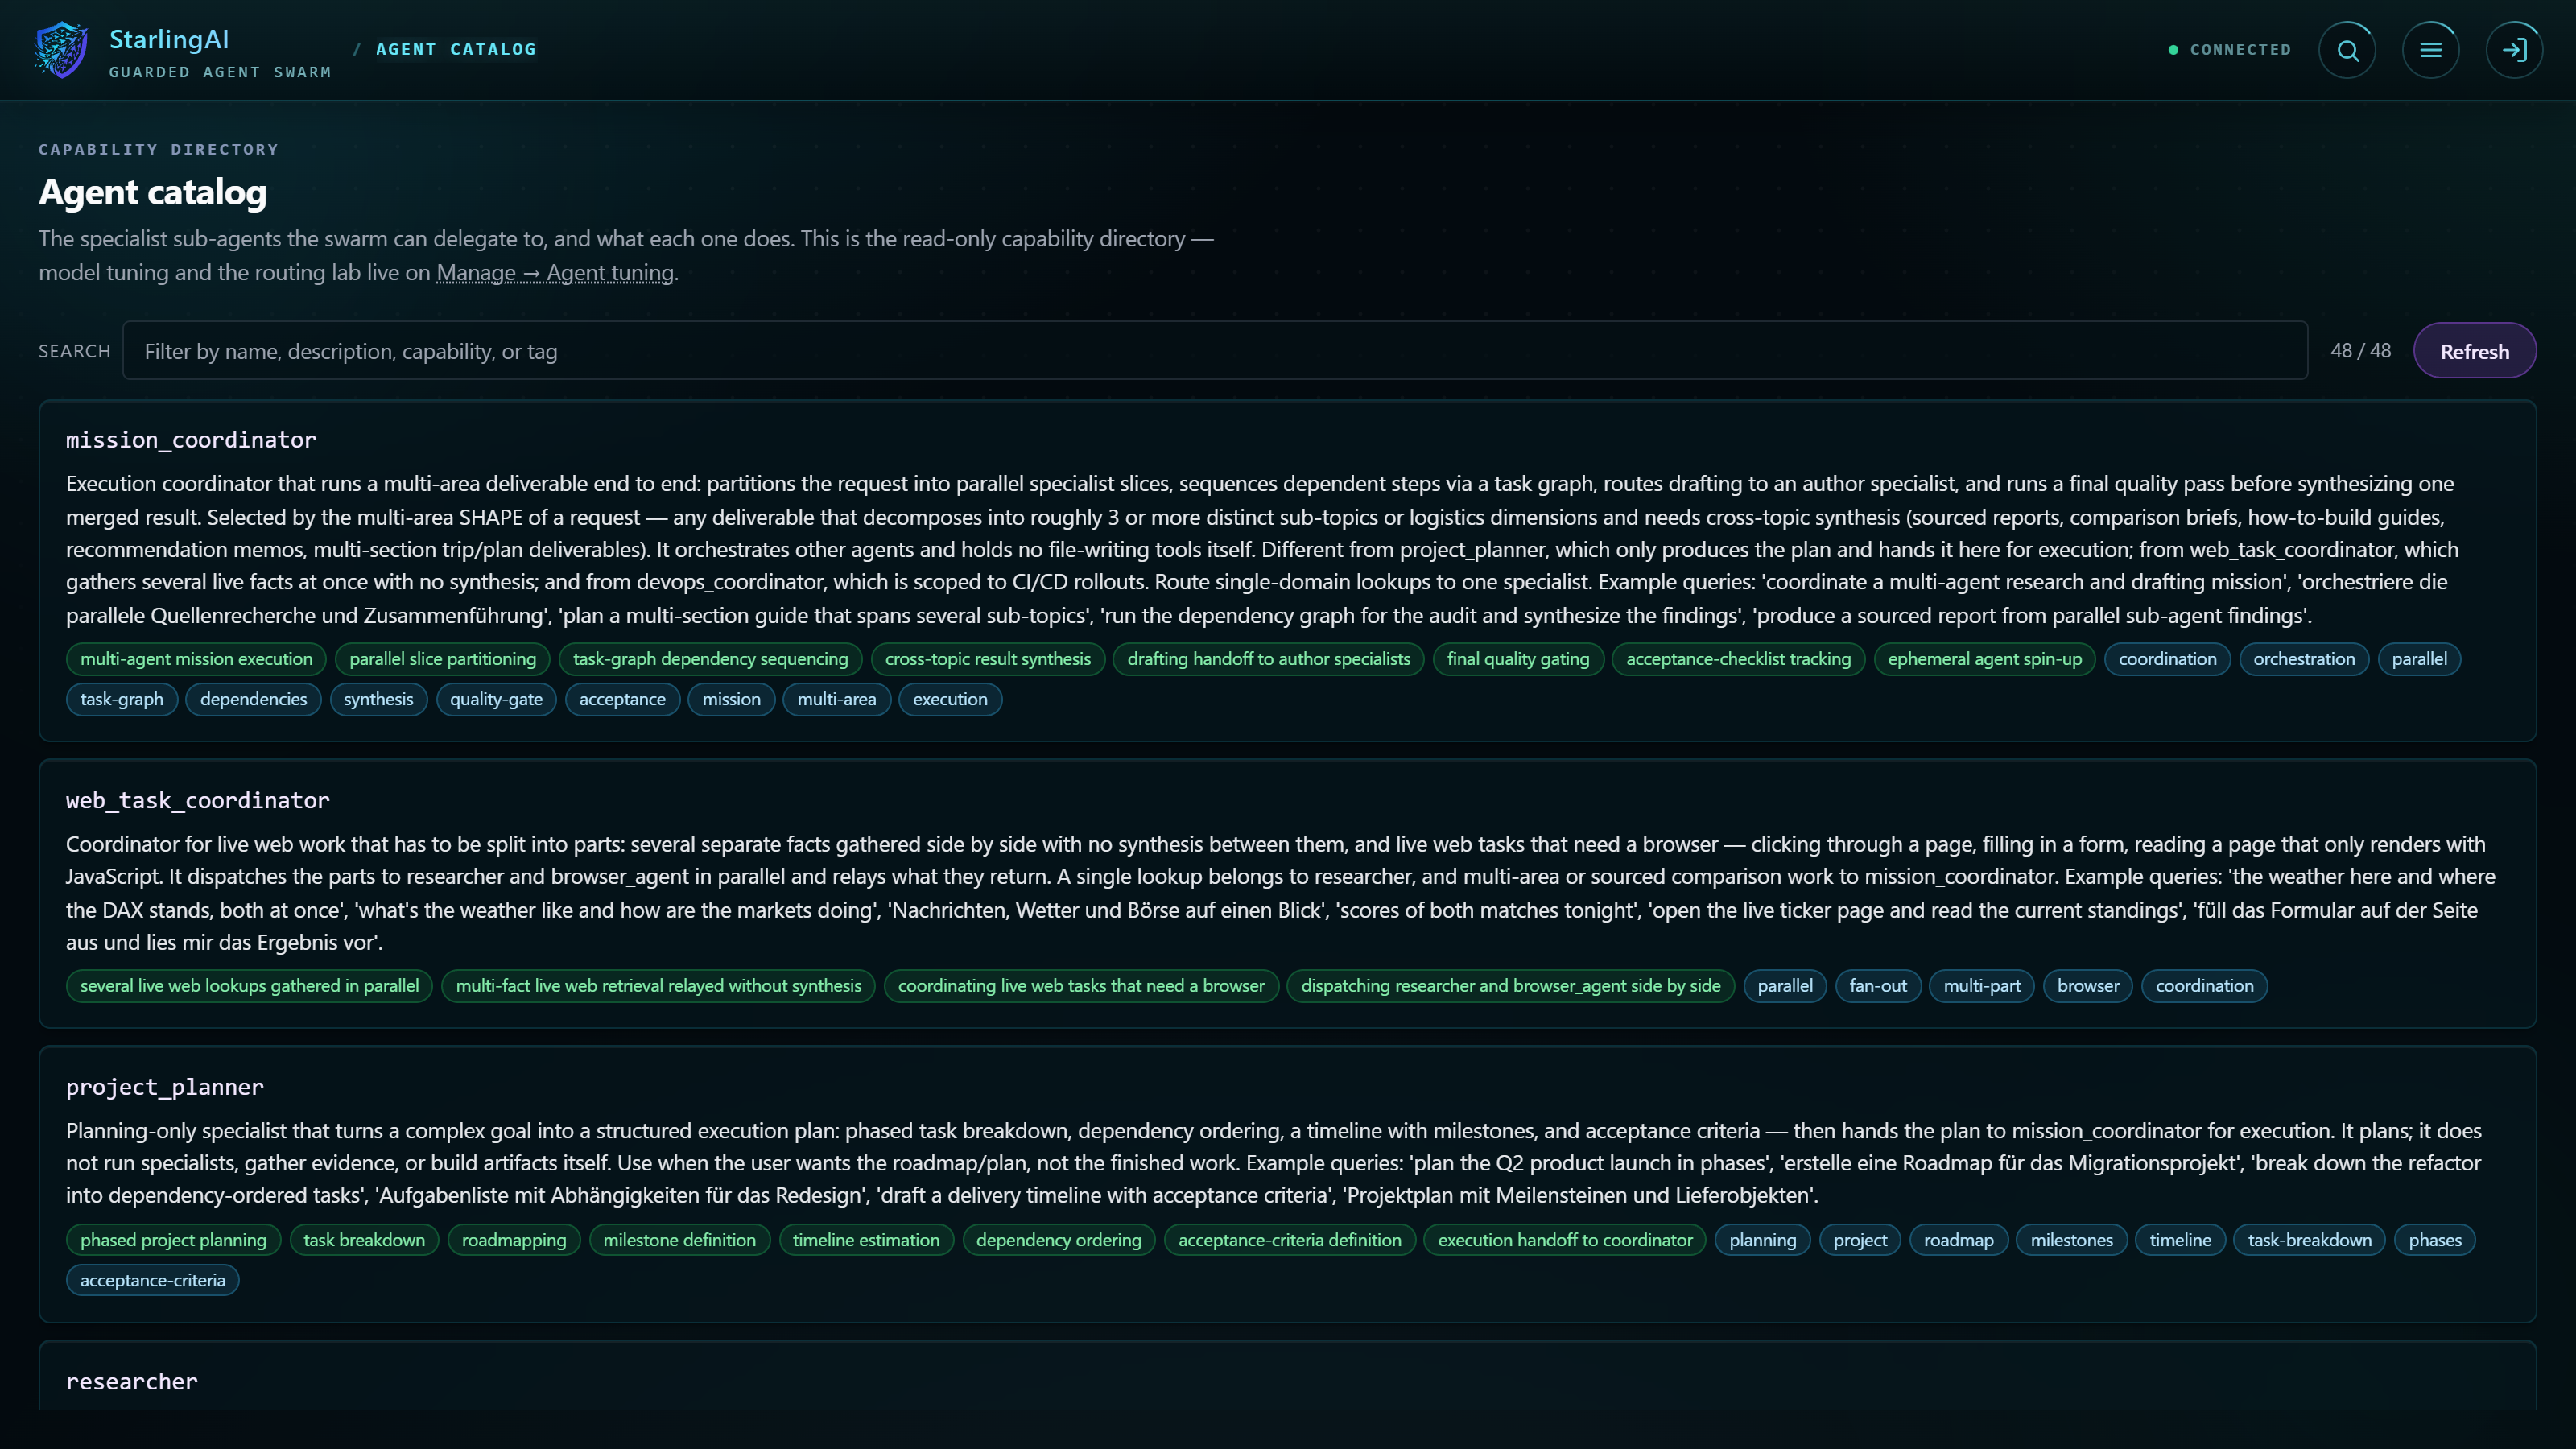 StarlingAI
GUARDED AGENT SWARM
/ AGENT CATALOG
CONNECTED
CAPABILITY DIRECTORY
Agent catalog
The specialist sub-agents the swarm can delegate to, and what each one does. This is the read-only capability directory —
model tuning and the routing lab live on Manage → Agent tuning.
SEARCH
Filter by name, description, capability, or tag
48 / 48
Refresh
mission_coordinator
Execution coordinator that runs a multi-area deliverable end to end: partitions the request into parallel specialist slices, sequences dependent steps via a task graph, routes drafting to an author specialist, and runs a final quality pass before synthesizing one
merged result. Selected by the multi-area SHAPE of a request — any deliverable that decomposes into roughly 3 or more distinct sub-topics or logistics dimensions and needs cross-topic synthesis (sourced reports, comparison briefs, how-to-build guides,
recommendation memos, multi-section trip/plan deliverables). It orchestrates other agents and holds no file-writing tools itself. Different from project_planner, which only produces the plan and hands it here for execution; from web_task_coordinator, which
gathers several live facts at once with no synthesis; and from devops_coordinator, which is scoped to CI/CD rollouts. Route single-domain lookups to one specialist. Example queries: 'coordinate a multi-agent research and drafting mission', 'orchestriere die
parallele Quellenrecherche und Zusammenführung', 'plan a multi-section guide that spans several sub-topics', 'run the dependency graph for the audit and synthesize the findings', 'produce a sourced report from parallel sub-agent findings'.
multi-agent mission execution parallel slice partitioning task-graph dependency sequencing cross-topic result synthesis drafting handoff to author specialists final quality gating acceptance-checklist tracking ephemeral agent spin-up coordination orchestration parallel
task-graph dependencies synthesis quality-gate acceptance mission multi-area execution
web_task_coordinator
Coordinator for live web work that has to be split into parts: several separate facts gathered side by side with no synthesis between them, and live web tasks that need a browser — clicking through a page, filling in a form, reading a page that only renders with
JavaScript. It dispatches the parts to researcher and browser_agent in parallel and relays what they return. A single lookup belongs to researcher, and multi-area or sourced comparison work to mission_coordinator. Example queries: 'the weather here and where
the DAX stands, both at once', 'what's the weather like and how are the markets doing', 'Nachrichten, Wetter und Börse auf einen Blick', 'scores of both matches tonight', 'open the live ticker page and read the current standings', 'füll das Formular auf der Seite
aus und lies mir das Ergebnis vor'.
several live web lookups gathered in parallel multi-fact live web retrieval relayed without synthesis coordinating live web tasks that need a browser dispatching researcher and browser_agent side by side parallel fan-out multi-part browser coordination
project_planner
Planning-only specialist that turns a complex goal into a structured execution plan: phased task breakdown, dependency ordering, a timeline with milestones, and acceptance criteria — then hands the plan to mission_coordinator for execution. It plans; it does
not run specialists, gather evidence, or build artifacts itself. Use when the user wants the roadmap/plan, not the finished work. Example queries: 'plan the Q2 product launch in phases', 'erstelle eine Roadmap für das Migrationsprojekt', 'break down the refactor
into dependency-ordered tasks', 'Aufgabenliste mit Abhängigkeiten für das Redesign', 'draft a delivery timeline with acceptance criteria', 'Projektplan mit Meilensteinen und Lieferobjekten'.
phased project planning task breakdown roadmapping milestone definition timeline estimation dependency ordering acceptance-criteria definition execution handoff to coordinator planning project roadmap milestones timeline task-breakdown phases
acceptance-criteria
researcher